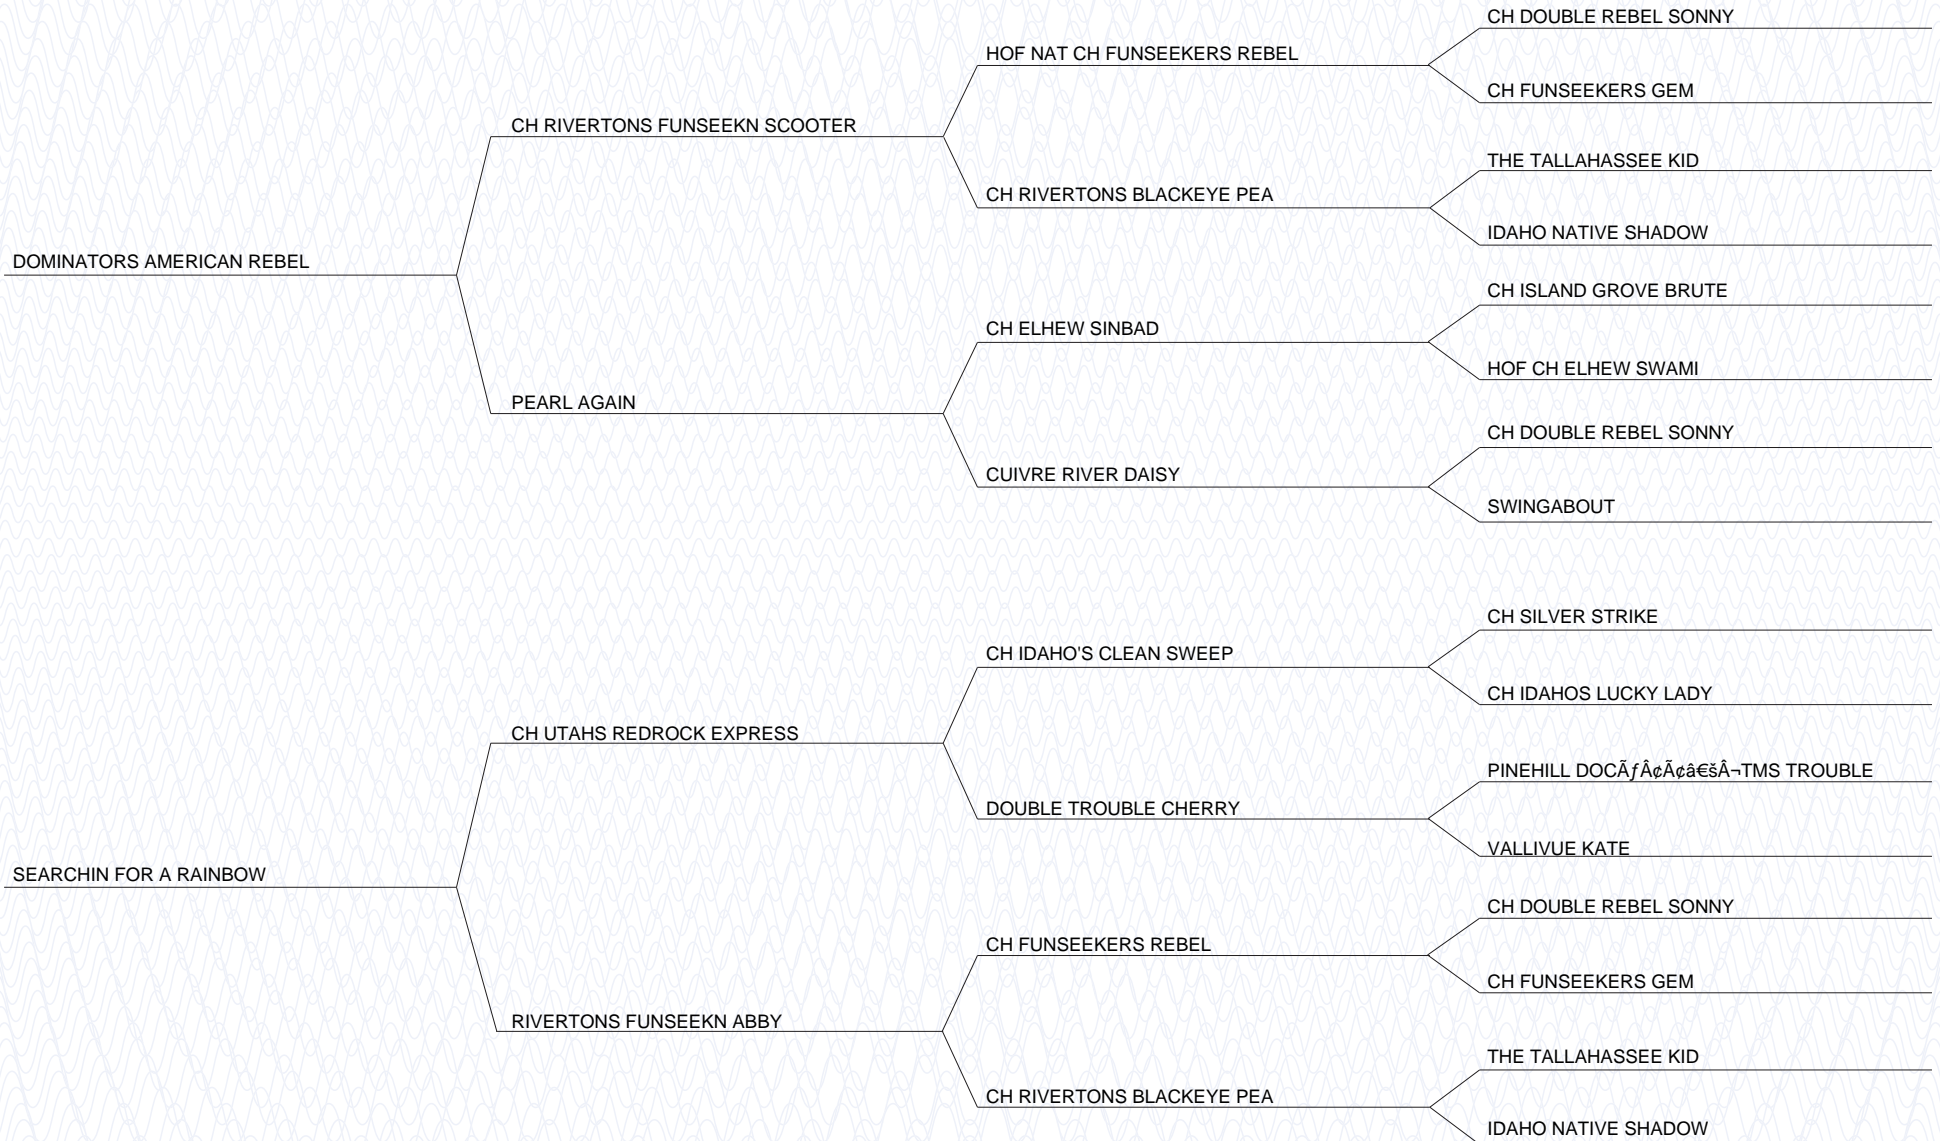 CH DOUBLE REBEL SONNY
HOF NAT CH FUNSEEKERS REBEL
CH FUNSEEKERS GEM
CH RIVERTONS FUNSEEKN SCOOTER
THE TALLAHASSEE KID
CH RIVERTONS BLACKEYE PEA
IDAHO NATIVE SHADOW
DOMINATORS AMERICAN REBEL
CH ISLAND GROVE BRUTE
CH ELHEW SINBAD
HOF CH ELHEW SWAMI
PEARL AGAIN
CH DOUBLE REBEL SONNY
CUIVRE RIVER DAISY
SWINGABOUT
CH SILVER STRIKE
CH IDAHO'S CLEAN SWEEP
CH IDAHOS LUCKY LADY
CH UTAHS REDROCK EXPRESS
PINEHILL DOCÃƒÂ¢Ã¢â€šÂ¬TMS TROUBLE
DOUBLE TROUBLE CHERRY
VALLIVUE KATE
SEARCHIN FOR A RAINBOW
CH DOUBLE REBEL SONNY
CH FUNSEEKERS REBEL
CH FUNSEEKERS GEM
RIVERTONS FUNSEEKN ABBY
THE TALLAHASSEE KID
CH RIVERTONS BLACKEYE PEA
IDAHO NATIVE SHADOW